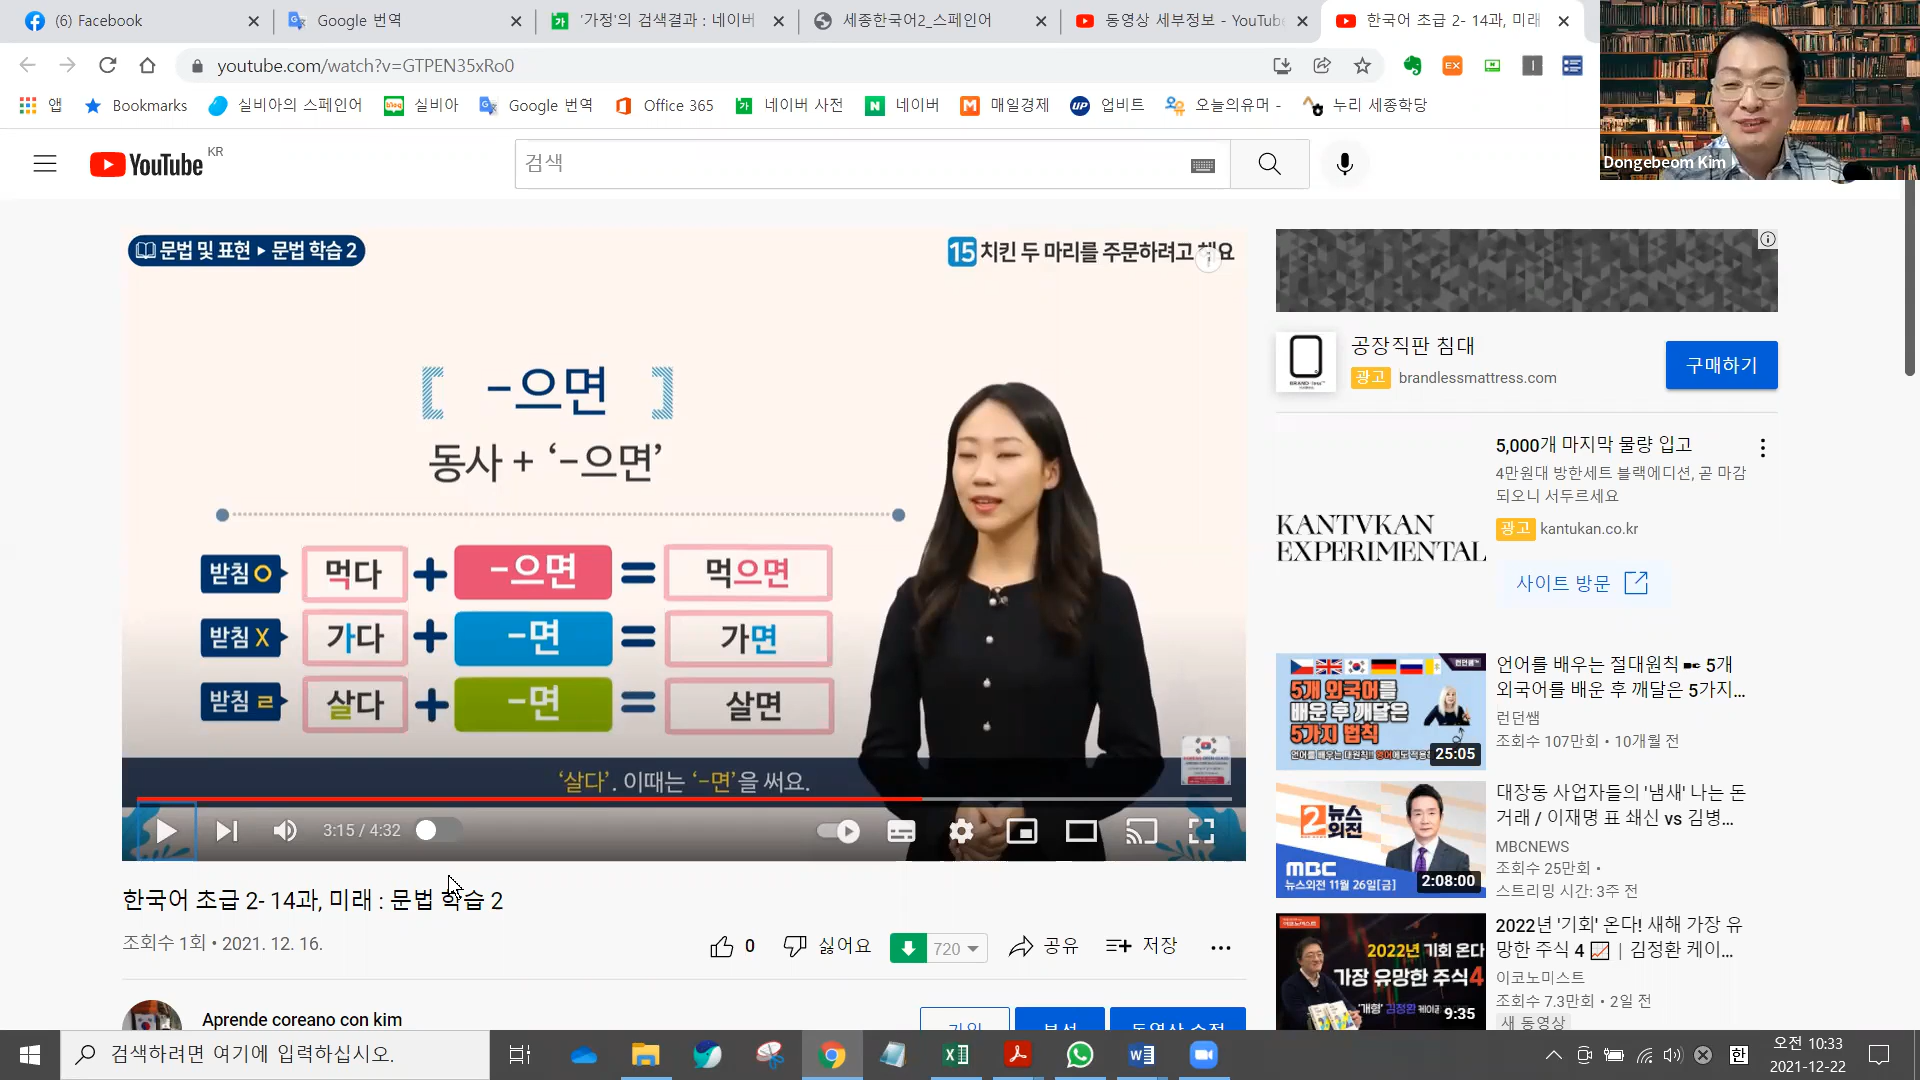 (6) Facebook
Google 번역
'가정'의 검색결과 : 네이버
세종한국어2_스페인어
동영상 세부정보 - YouTube
한국어 초급 2- 14과, 미래
youtube.com/watch?v=GTPEN35xRo0
앱
Bookmarks
실비아의 스페인어
실비아
Google 번역
Office 365
네이버 사전
네이버
매일경제
업비트
오늘의유머 -
누리 세종학당
Dongebeom Kim
YouTube KR
검색
문법 및 표현 ▸ 문법 학습 2
15 치킨 두 마리를 주문하려고 해요
-으면
동사 + ‘-으면’
받침 O 먹다 + -으면 = 먹으면
받침 X 가다 + -면 = 가면
받침 ㄹ 살다 + -면 = 살면
‘살다’. 이때는 ‘-면’을 써요.
3:15 / 4:32
한국어 초급 2- 14과, 미래 : 문법 학습 2
조회수 1회 • 2021. 12. 16.
0
싫어요
720
공유
저장
Aprende coreano con kim
공장직판 침대
광고 brandlessmattress.com
구매하기
5,000개 마지막 물량 입고
4만원대 방한세트 블랙에디션, 곧 마감
되오니 서두르세요
광고 kantukan.co.kr
KANTVKAN
EXPERIMENTAL
사이트 방문
5개 외국어를
배운 후 깨달은
5가지 법칙
25:05
언어를 배우는 절대원칙 5개
외국어를 배운 후 깨달은 5가지...
런던쌤
조회수 107만회 • 10개월 전
2 뉴스
외전
MBC
뉴스외전 11월 26일[금]
2:08:00
대장동 사업자들의 '냄새' 나는 돈
거래 / 이재명 표 쇄신 vs 김병...
MBCNEWS
조회수 25만회 •
스트리밍 시간: 3주 전
2022년 기회 온다
가장 유망한 주식4
9:35
2022년 '기회' 온다! 새해 가장 유
망한 주식 4 | 김정환 케이...
이코노미스트
조회수 7.3만회 • 2일 전
새 동영상
검색하려면 여기에 입력하십시오.
한
오전 10:33
2021-12-22